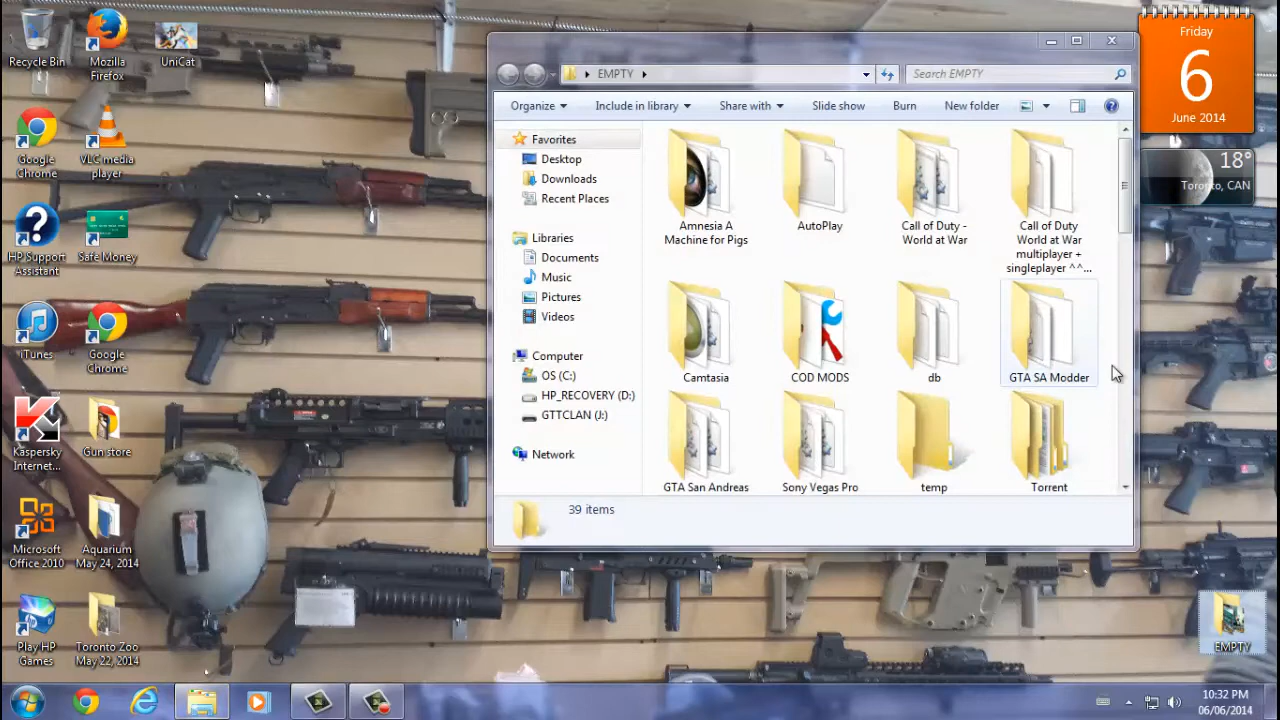 Recycle Bin
Mozilla
Firefox
UniCat
Google
Chrome
VLC media
player
HP Support
Assistant
Safe Money
iTunes
Google
Chrome
Kaspersky
Internet...
Gun store
Microsoft
Office 2010
Aquarium
May 24, 2014
Play HP
Games
Toronto Zoo
May 22, 2014
EMPTY
Search EMPTY
Organize
Include in library
Share with
Slide show
Burn
New folder
Favorites
Desktop
Downloads
Recent Places
Libraries
Documents
Music
Pictures
Videos
Computer
OS (C:)
HP_RECOVERY (D:)
GTTCLAN (J:)
Network
Amnesia A
Machine for Pigs
AutoPlay
Call of Duty -
World at War
Call of Duty
World at War
multiplayer +
singleplayer ^^...
Camtasia
COD MODS
db
GTA SA Modder
GTA San Andreas
Sony Vegas Pro
temp
Torrent
39 items
Friday
6
June 2014
18°
Toronto, CAN
EMPTY
10:32 PM
06/06/2014